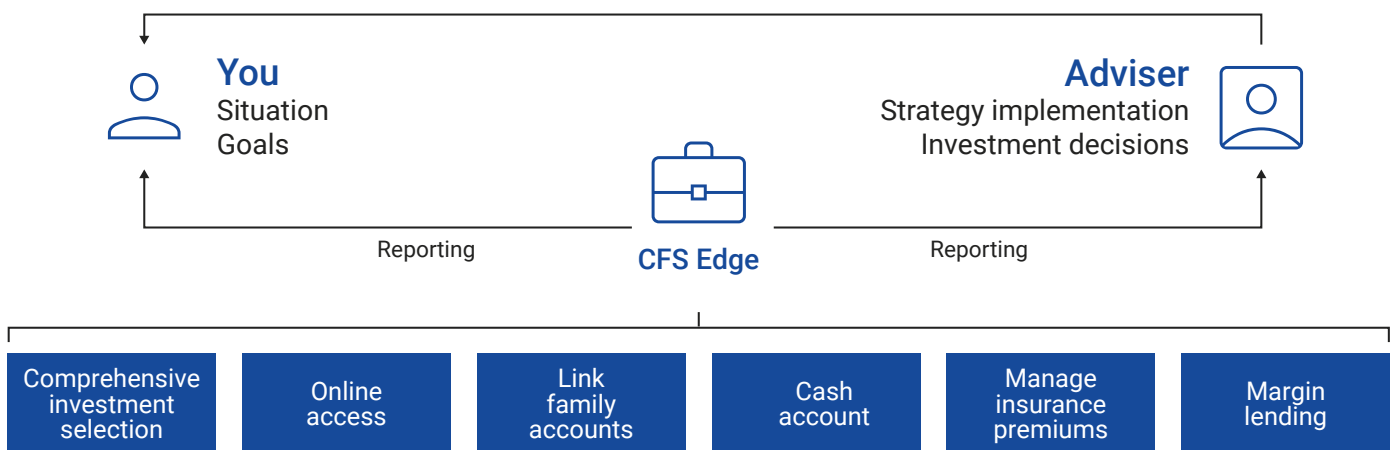 You
Situation
Goals
Adviser
Strategy implementation
Investment decisions
Reporting
CFS Edge
Reporting
Comprehensive
investment
selection
Online
access
Link
family
accounts
Cash
account
Manage
insurance
premiums
Margin
lending